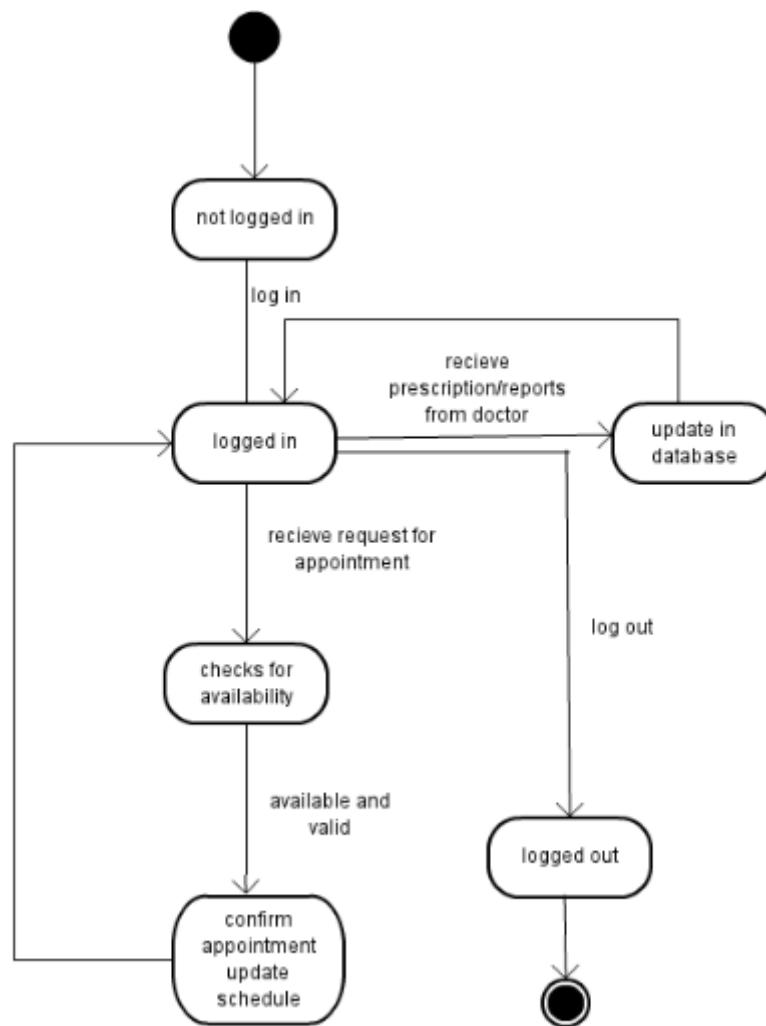 not logged in
log in
recieve
prescription/reports
from doctor
logged in
update in
database
recieve request for
appointment
log out
checks for
availability
available and
valid
logged out
confirm
appointment
update
schedule